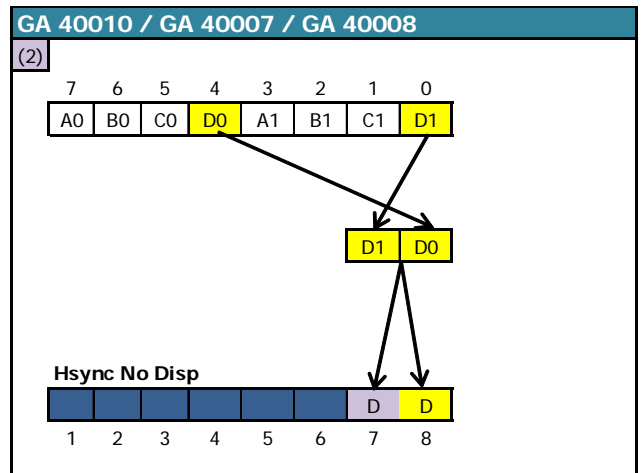 GA 40010 / GA 40007 / GA 40008
(2)
7 6 5 4 3 2 1 0
A0 B0 C0 D0 A1 B1 C1 D1
D1 D0
Hsync No Disp
D D
1 2 3 4 5 6 7 8